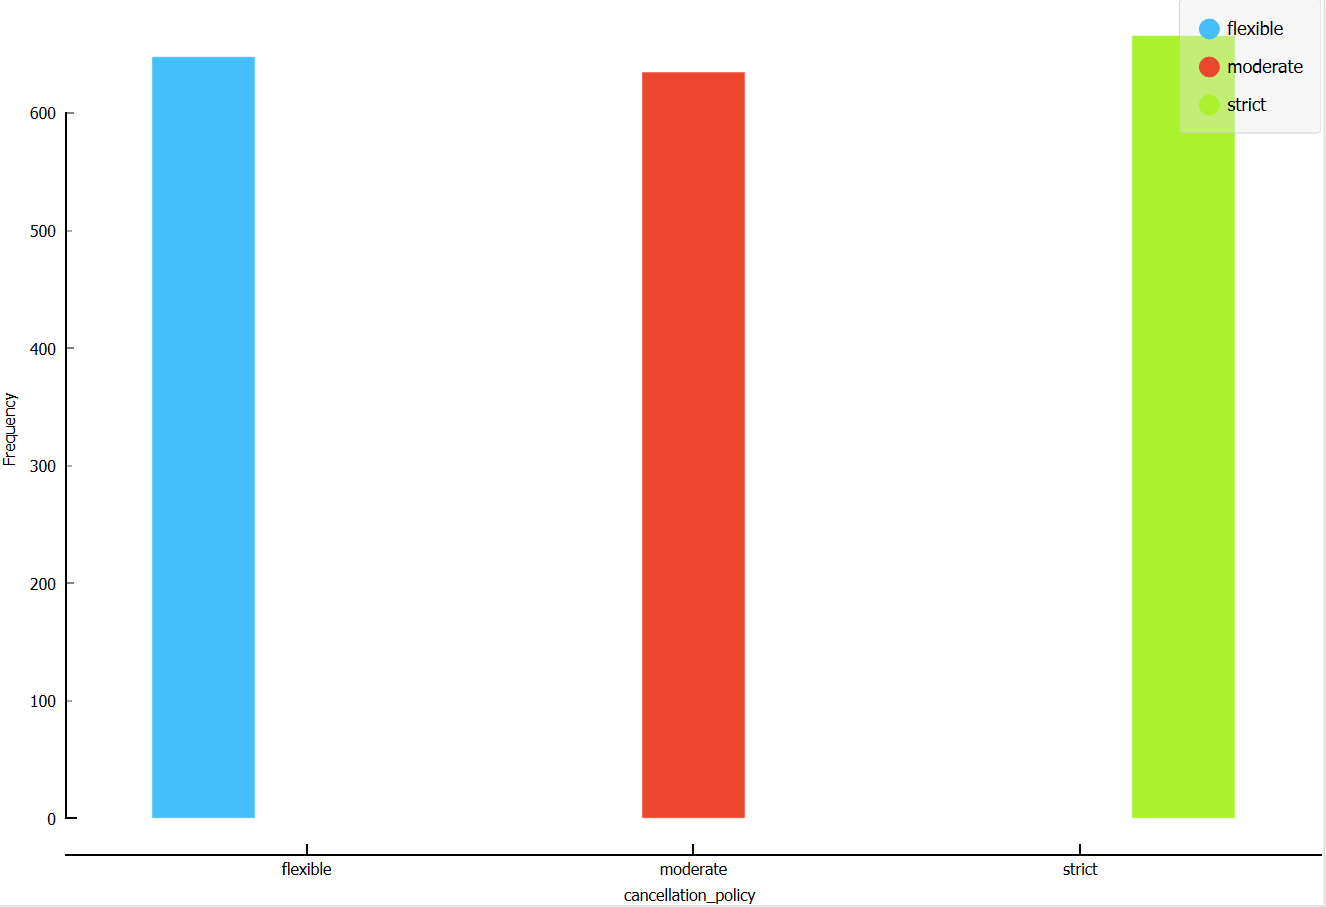 flexible
moderate
strict
600
500
400
300
200
100
0
Frequency
flexible moderate strict
cancellation_policy